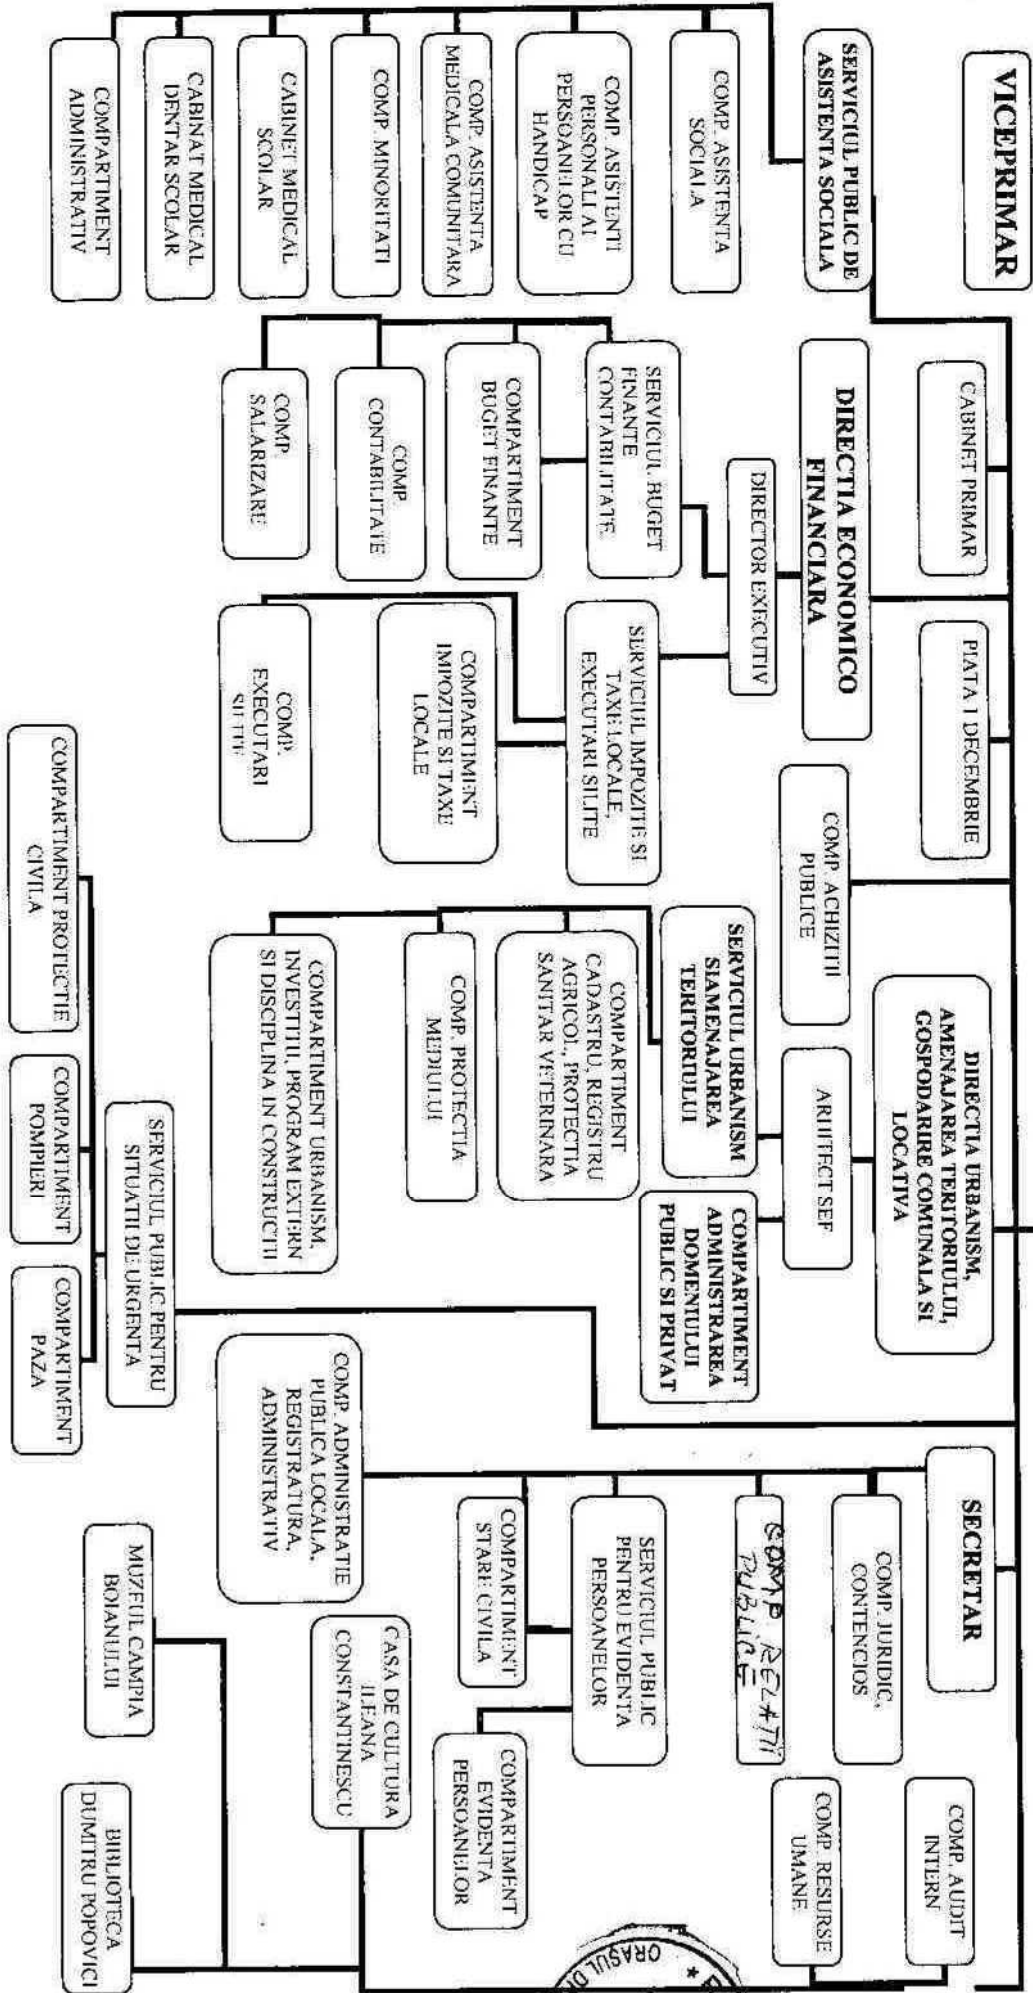 VICEPRIMAR
CABINET PRIMAR
PIATA 1 DECEMBRIE
SERVICIUL PUBLIC DE
ASISTENTA SOCIALA
DIRECTIA ECONOMICO
FINANCIARA
COMP. ACHIZITII
PUBLICE
DIRECTIA URBANISM,
AMENAJAREA TERITORIULUI,
GOSPODARIRE COMUNALA SI
LOCATIVA
SECRETAR
COMP. AUDIT
INTERN
COMP. RESURSE
UMANE
COMP. ASISTENTA
SOCIALA
COMP. ASISTENTI
PERSONALI AI
PERSOANELOR CU
HANDICAP
COMP. ASISTENTA
MEDICALA COMUNITARA
COMP. MINORITATI
CABINET MEDICAL
SCOLAR
CABINAT MEDICAL
DENTAR SCOLAR
COMPARTIMENT
ADMINISTRATIV
DIRECTOR EXECUTIV
SERVICIUL BUGET
FINANTE
CONTABILITATE,
COMPARTIMENT
BUGET FINANTE
COMP.
CONTABILITATE
COMP.
SALARIZARE
SERVICIUL IMPOZITE SI
TAXE LOCALE,
EXECUTARI SILITE
COMPARTIMENT
IMPOZITE SI TAXE
LOCALE
COMP.
EXECUTARI
SILITE
ARHITECT SEF
SERVICIUL URBANISM
SIAMENAJAREA
TERITORIULUI
COMPARTIMENT
ADMINISTRAREA
DOMENIULUI
PUBLIC SI PRIVAT
COMPARTIMENT
CADASTRU, REGISTRU
AGRICOL, PROTECTIA
SANITAR VETERINARA
COMP. PROTECTIA
MEDIULUI
COMPARTIMENT URBANISM,
INVESTITII, PROGRAM EXTERN
SI DISCIPLINA IN CONSTRUCTII
SERVICIUL PUBLIC PENTRU
SITUATII DE URGENTA
COMPARTIMENT PROTECTIE
CIVILA
COMPARTIMENT
POMPIERI
COMPARTIMENT
PAZA
COMP. JURIDIC,
CONTENCIOS
COMP. RELATII
PUBLICE
SERVICIUL PUBLIC
PENTRU EVIDENTA
PERSOANELOR
COMPARTIMENT
STARE CIVILA
COMPARTIMENT
EVIDENTA
PERSOANELOR
COMP. ADMINISTRATIE
PUBLICA LOCALA,
REGISTRATURA,
ADMINISTRATIV
CASA DE CULTURA
ILEANA
CONSTANTINESCU
MUZEUL CAMPIA
BOIANULUI
BIBLIOTECA
DUMITRU POPOVICI
ORAȘUL